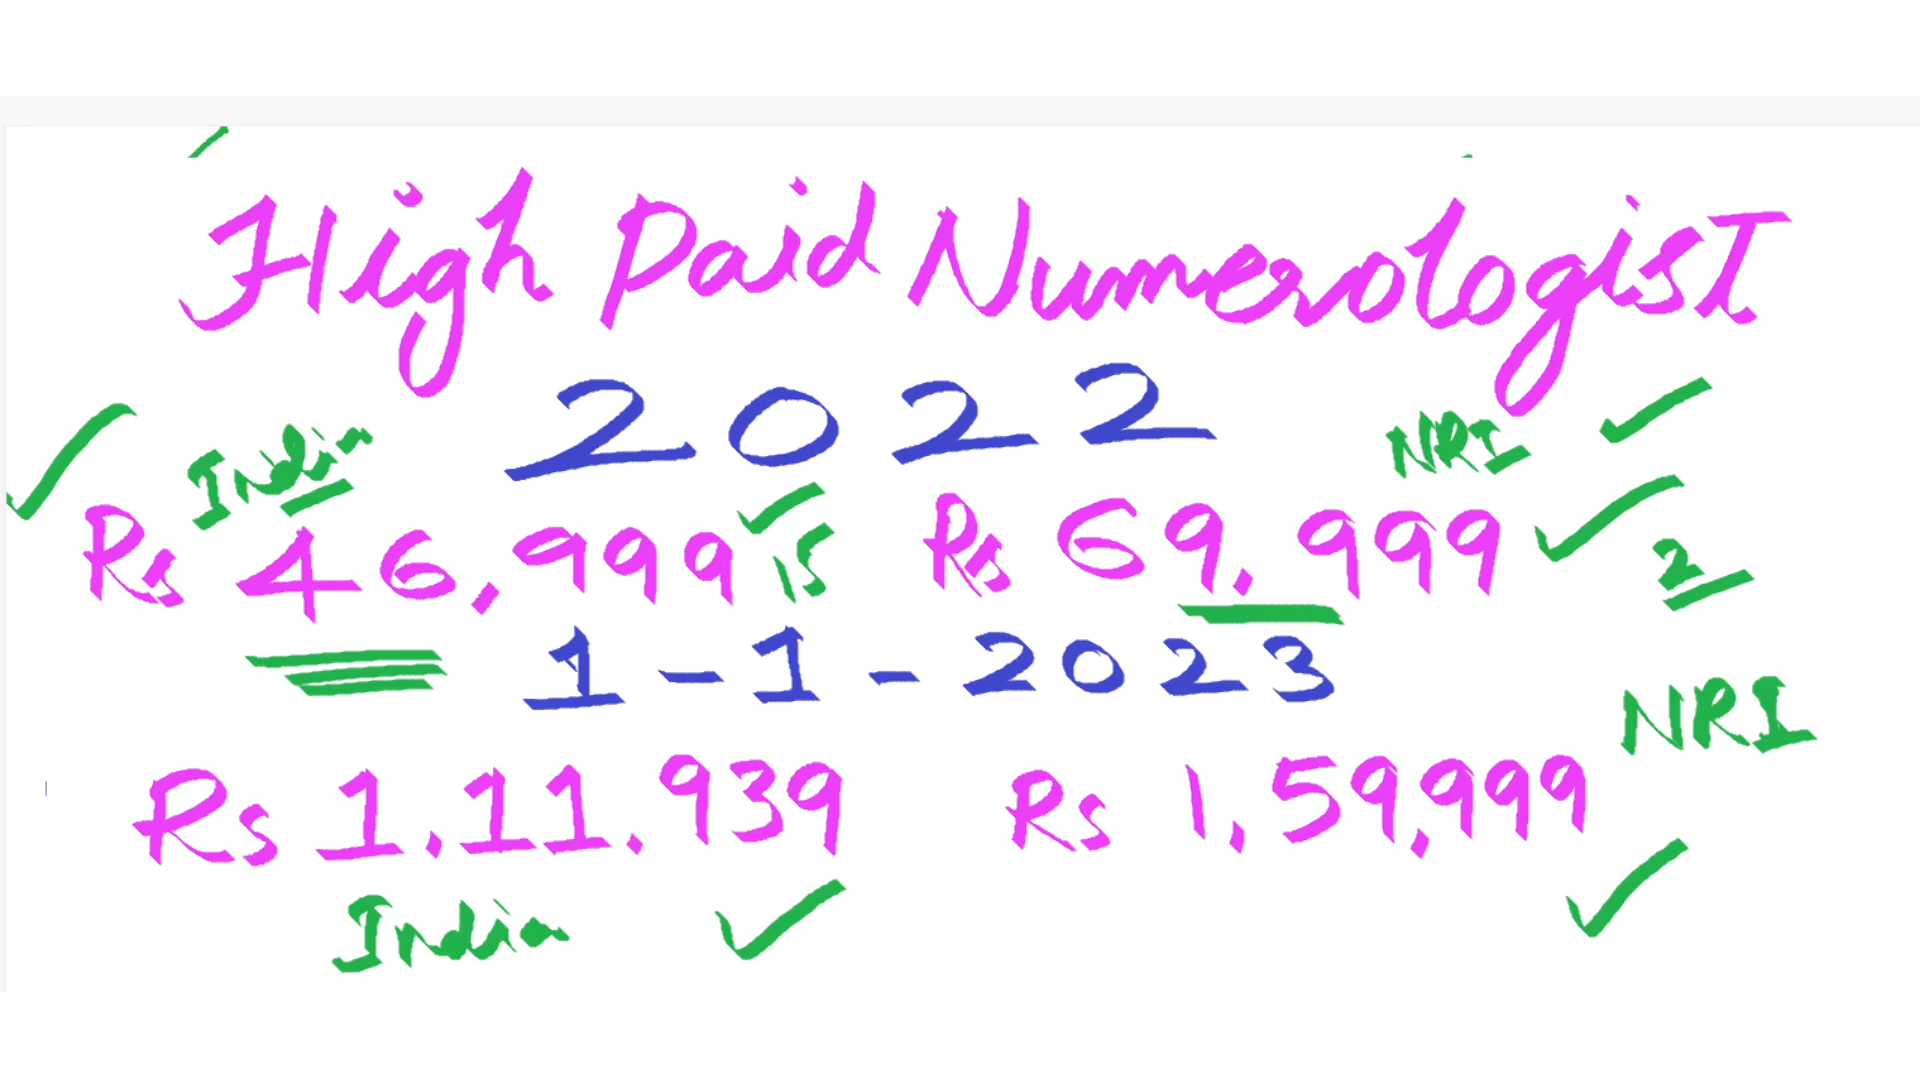 High Paid Numerologist
2022
India NRI
Rs 46,999 15 Rs 69,999 2
1-1-2023
NRI
Rs 1,11,939 Rs 1,59,999
India